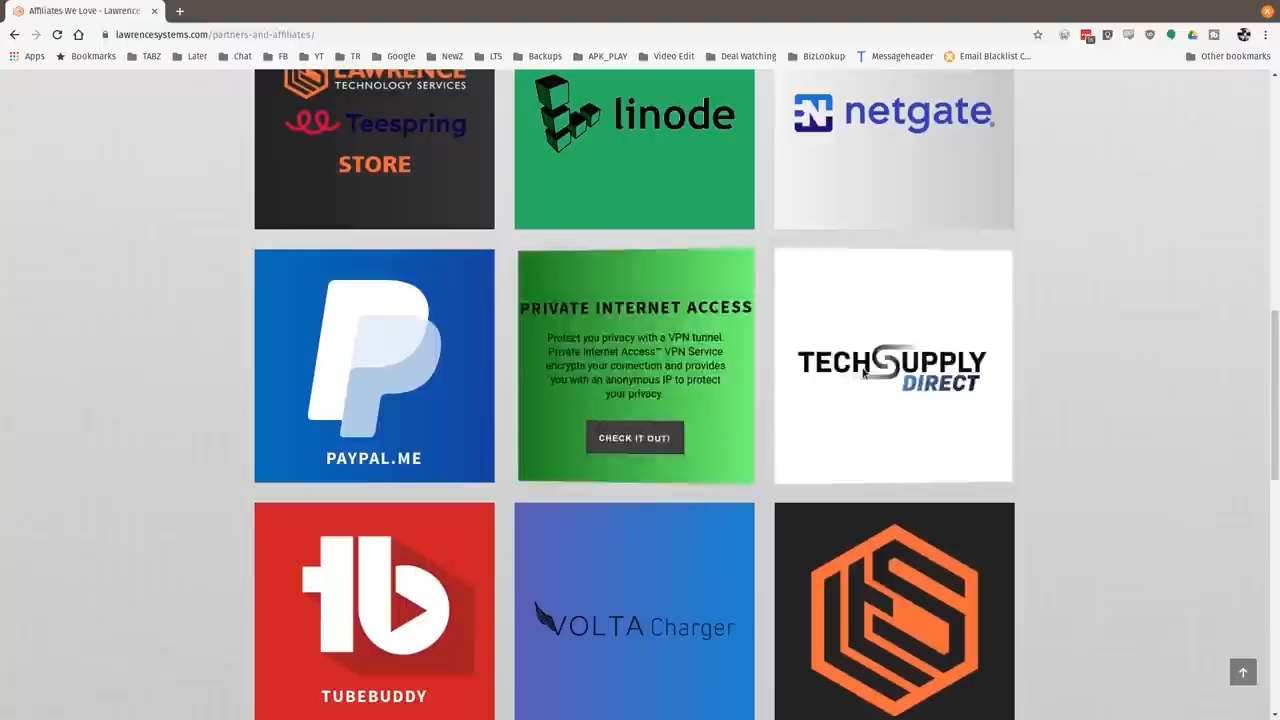 Affiliates We Love - Lawrence
lawrencesystems.com/partners-and-affiliates/
Apps Bookmarks TABZ Later Chat FB YT TR Google NewZ LTS Backups APK_PLAY Video Edit Deal Watching BizLookup Messageheader Email Blacklist C... Other bookmarks
LAWRENCE
TECHNOLOGY SERVICES
Teespring
STORE
linode
netgate
PAYPAL.ME
PRIVATE INTERNET ACCESS
Protect you privacy with a VPN tunnel.
Private Internet Access™ VPN Service
encrypts your connection and provides
you with an anonymous IP to protect
your privacy.
CHECK IT OUT!
TECHSUPPLY
DIRECT
tb
TUBEBUDDY
VOLTA Charger